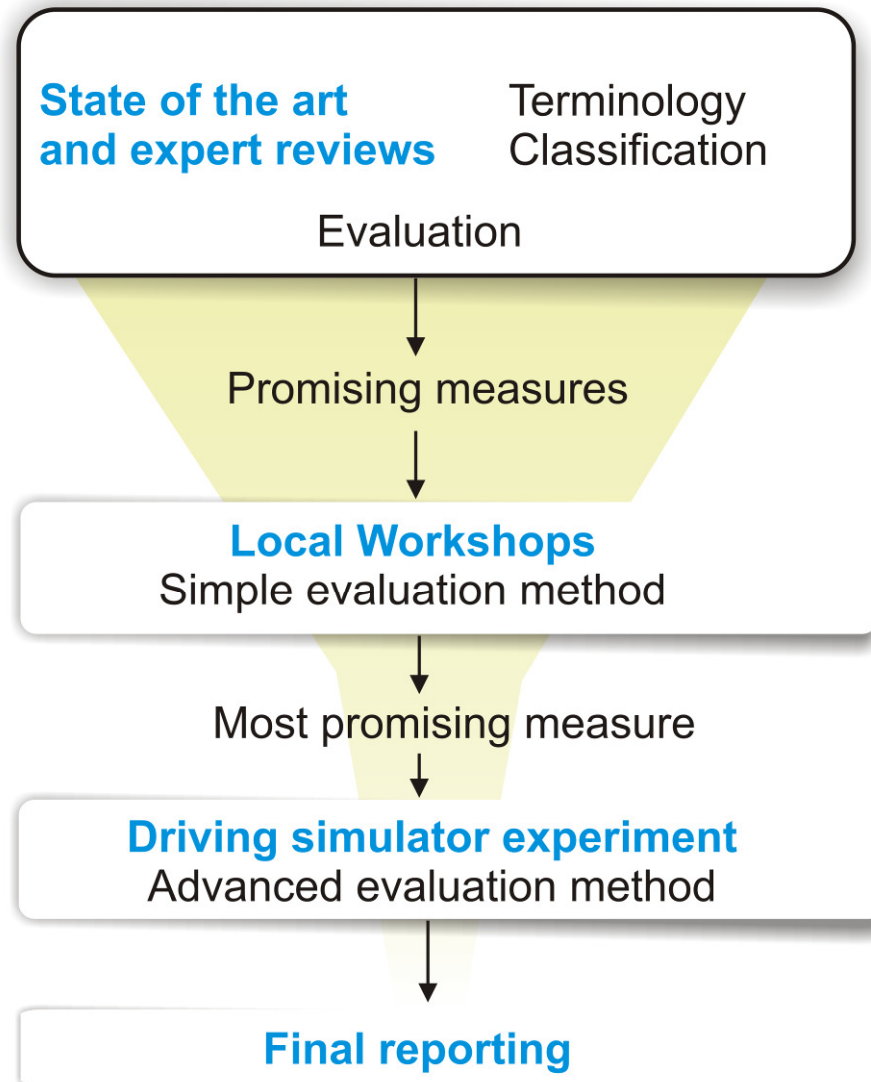 State of the art
and expert reviews
Terminology
Classification
Evaluation
Promising measures
Local Workshops
Simple evaluation method
Most promising measure
Driving simulator experiment
Advanced evaluation method
Final reporting